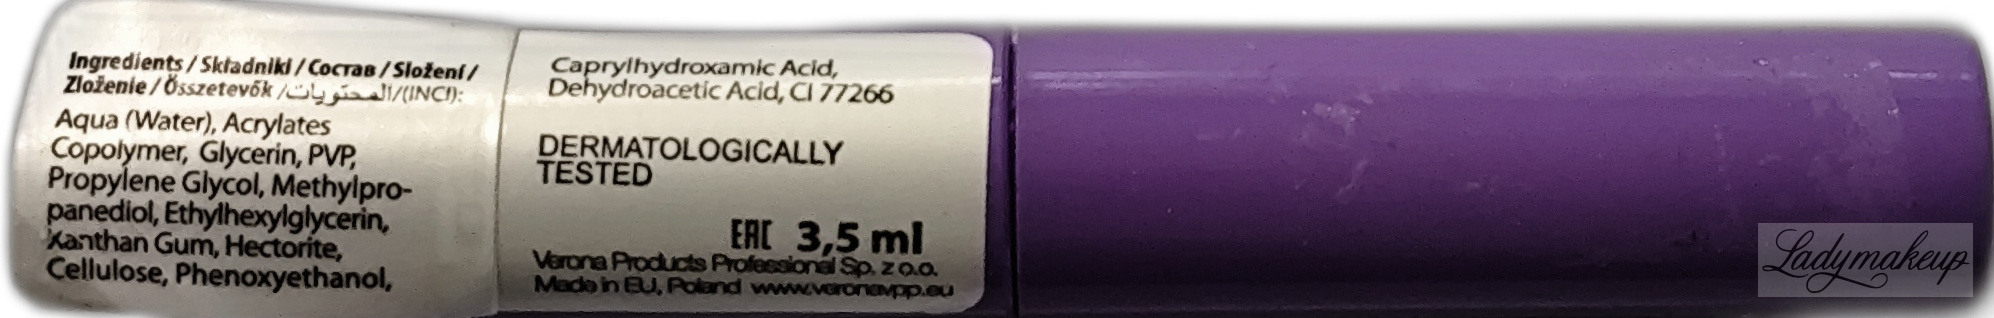 Ingredients / Składniki / Состав / Složení /
Zloženie / Összetevők / المحتويات/(INCI):
Aqua (Water), Acrylates
Copolymer, Glycerin, PVP,
Propylene Glycol, Methylpro-
panediol, Ethylhexylglycerin,
Xanthan Gum, Hectorite,
Cellulose, Phenoxyethanol,
Caprylhydroxamic Acid,
Dehydroacetic Acid, CI 77266
DERMATOLOGICALLY
TESTED
EAC 3,5 ml
Verona Products Professional Sp. z o.o.
Made in EU, Poland www.veronavpp.eu
Ladymakeup